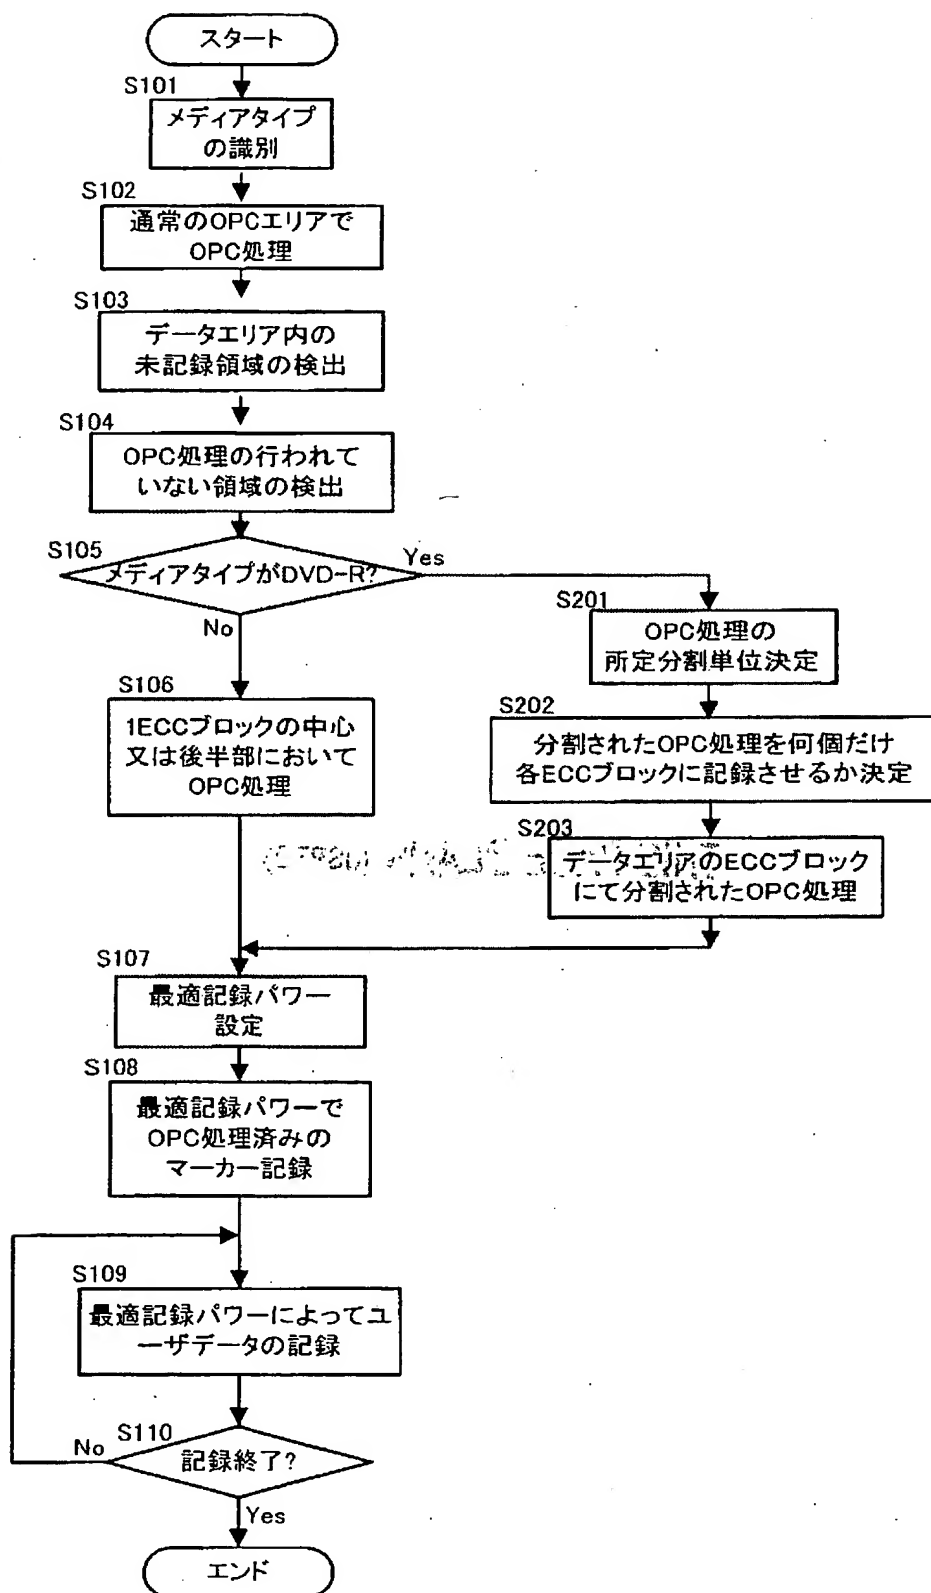 スタート
S101
メディアタイプ
の識別
S102
通常のOPCエリアで
OPC処理
S103
データエリア内の
未記録領域の検出
S104
OPC処理の行われて
いない領域の検出
S105
メディアタイプがDVD-R?
Yes
No
S201
OPC処理の
所定分割単位決定
S106
1ECCブロックの中心
又は後半部において
OPC処理
S202
分割されたOPC処理を何個だけ
各ECCブロックに記録させるか決定
S203
データエリアのECCブロック
にて分割されたOPC処理
S107
最適記録パワー
設定
S108
最適記録パワーで
OPC処理済みの
マーカー記録
S109
最適記録パワーによってユ
ーザデータの記録
S110
No
記録終了?
Yes
エンド